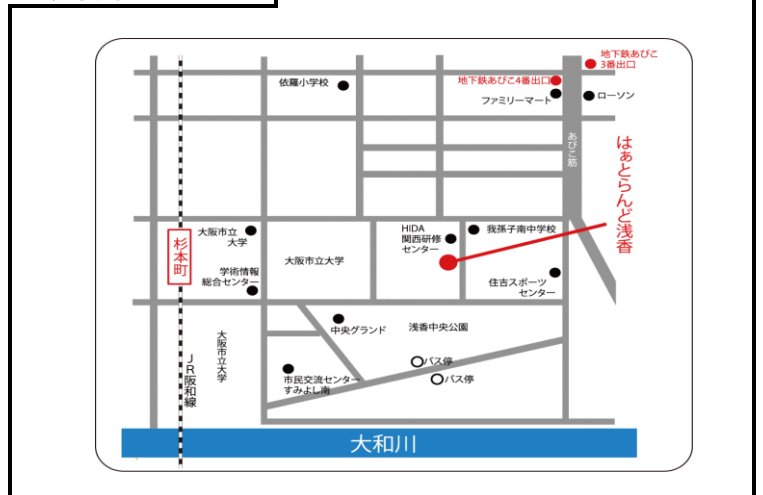 地下鉄あびこ
3番出口
依羅小学校
地下鉄あびこ4番出口
ファミリーマート
ローソン
あびこ筋
はぁとらんど浅香
大阪市立
大学
HIDA
関西研修
センター
我孫子南中学校
杉本町
大阪市立大学
学術情報
総合センター
住吉スポーツ
センター
中央グランド
浅香中央公園
大阪市立大学
JR阪和線
バス停
バス停
市民交流センター
すみよし南
大和川